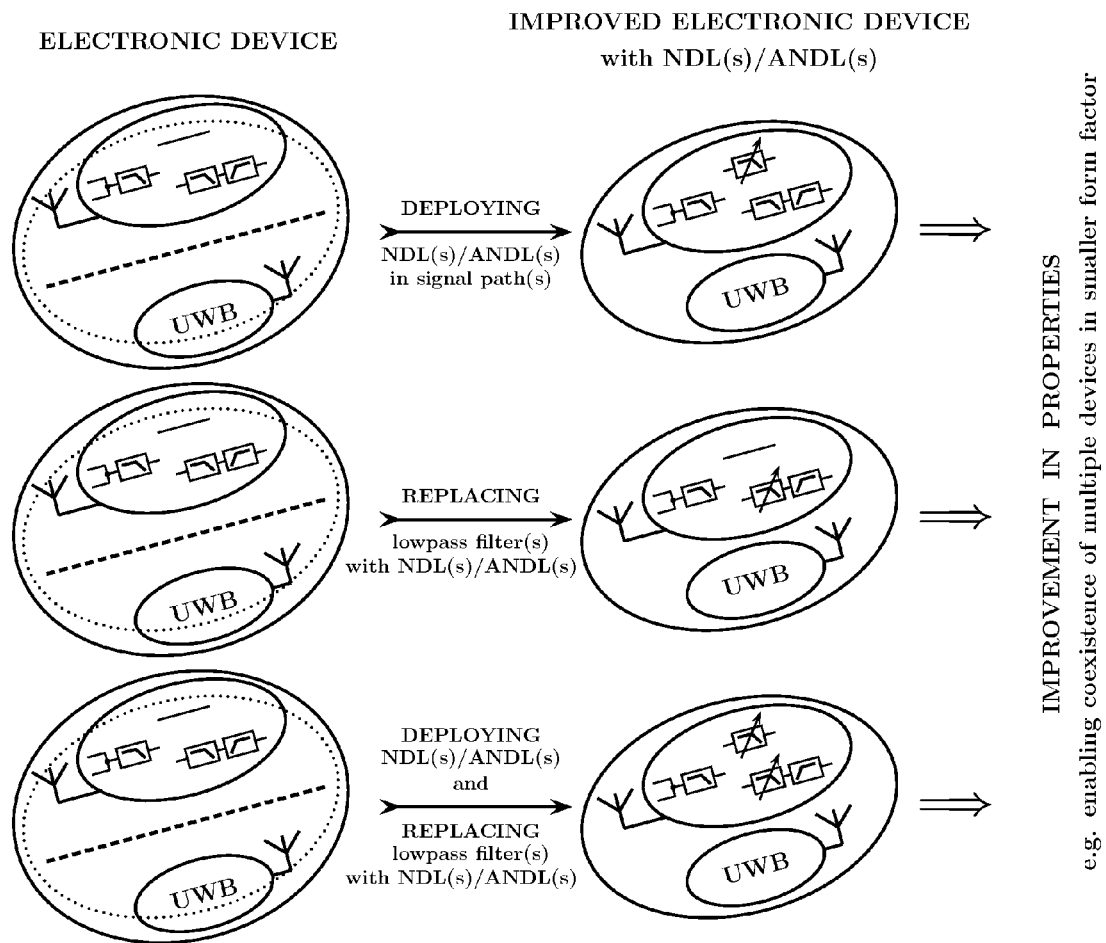 ELECTRONIC DEVICE
IMPROVED ELECTRONIC DEVICE
with NDL(s)/ANDL(s)
UWB
DEPLOYING
NDL(s)/ANDL(s)
in signal path(s)
UWB
UWB
REPLACING
lowpass filter(s)
with NDL(s)/ANDL(s)
UWB
UWB
DEPLOYING
NDL(s)/ANDL(s)
and
REPLACING
lowpass filter(s)
with NDL(s)/ANDL(s)
UWB
IMPROVEMENT IN PROPERTIES
e.g. enabling coexistence of multiple devices in smaller form factor